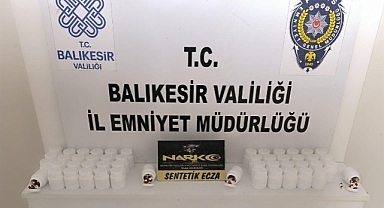 T.C.
BALIKESİR
VALİLİĞİ
T.C.
BALIKESİR VALİLİĞİ
İL EMNİYET MÜDÜRLÜĞÜ
NARKO
SENTETİK ECZA